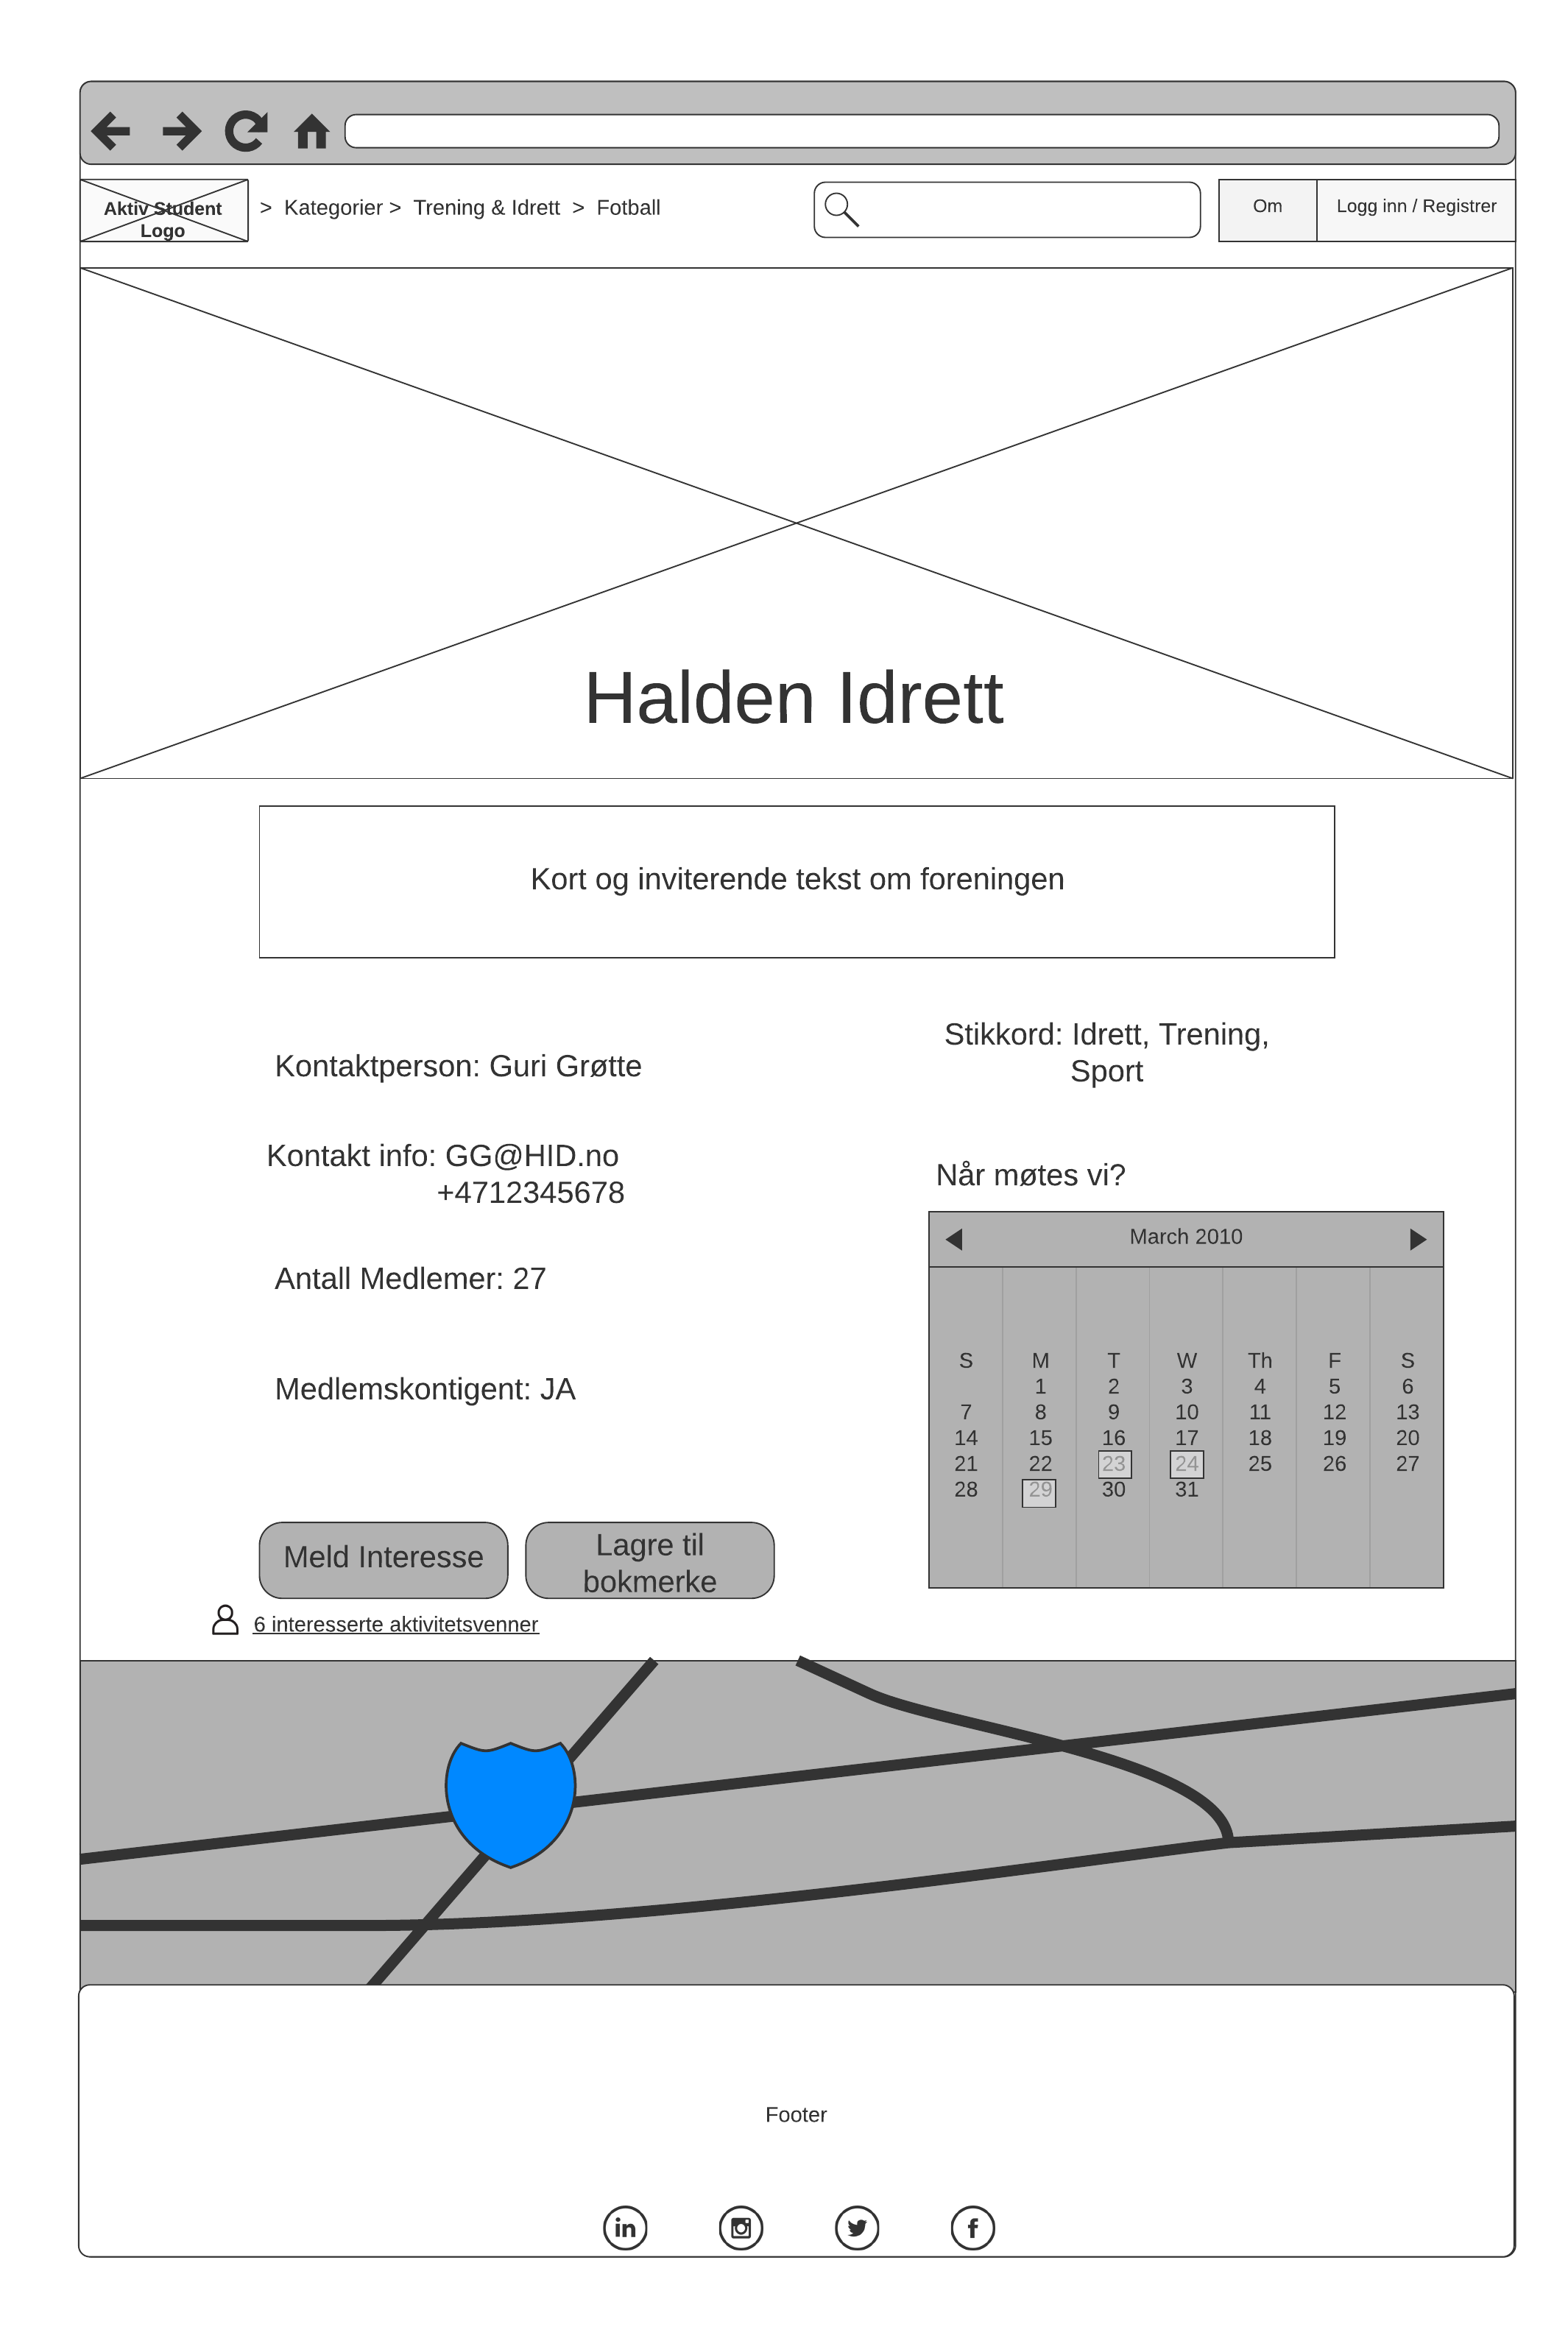 Aktiv Student
Logo
> Kategorier > Trening & Idrett > Fotball
Om
Logg inn / Registrer
Halden Idrett
Kort og inviterende tekst om foreningen
Kontaktperson: Guri Grøtte
Kontakt info: GG@HID.no
+4712345678
Antall Medlemer: 27
Medlemskontigent: JA
Meld Interesse
Lagre til
bokmerke
6 interesserte aktivitetsvenner
Stikkord: Idrett, Trening,
Sport
Når møtes vi?
March 2010
S M T W Th F S
1 2 3 4 5 6
7 8 9 10 11 12 13
14 15 16 17 18 19 20
21 22 23 24 25 26 27
28 29 30 31
Footer